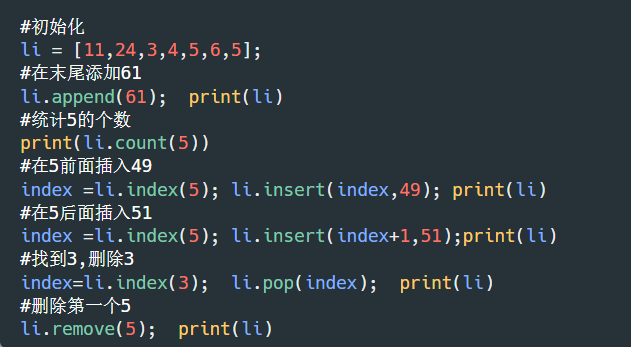 #初始化
li = [11,24,3,4,5,6,5];
#在末尾添加61
li.append(61);  print(li)
#统计5的个数
print(li.count(5))
#在5前面插入49
index =li.index(5); li.insert(index,49); print(li)
#在5后面插入51
index =li.index(5); li.insert(index+1,51);print(li)
#找到3,删除3
index=li.index(3);  li.pop(index);  print(li)
#删除第一个5
li.remove(5);  print(li)